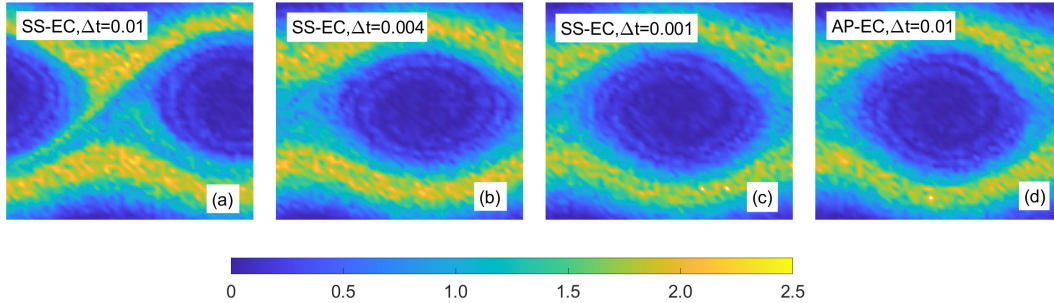 SS-EC,Δt=0.01
SS-EC,Δt=0.004
SS-EC,Δt=0.001
AP-EC,Δt=0.01
(a)
(b)
(c)
(d)
0
0.5
1.0
1.5
2.0
2.5